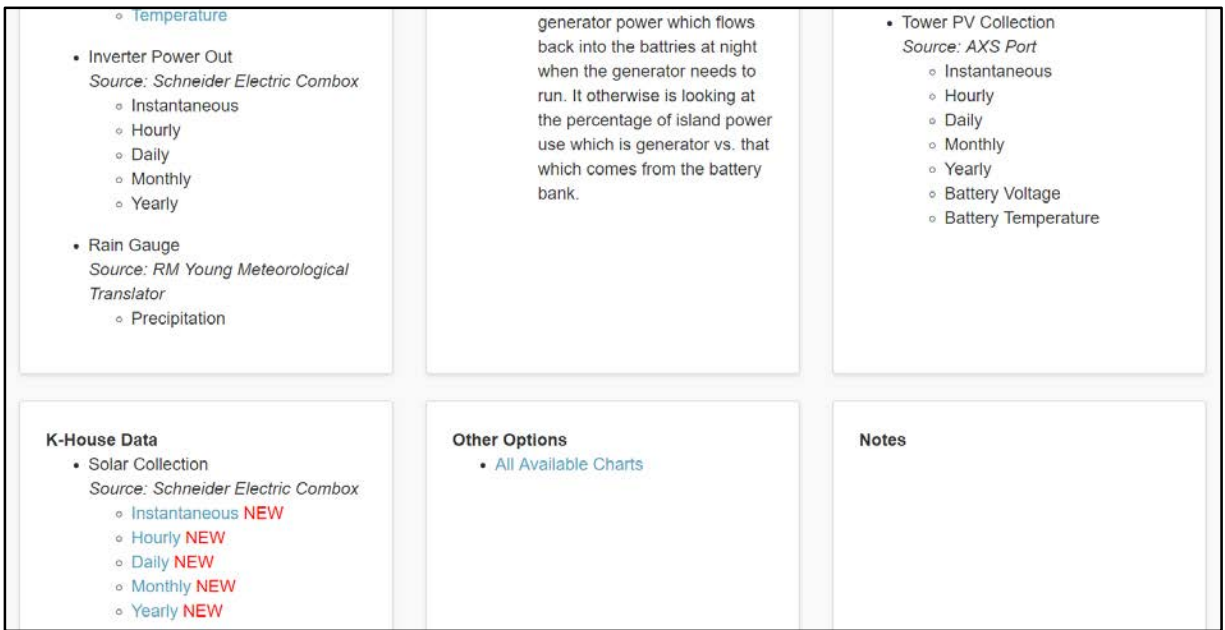 Temperature
Inverter Power Out
Source: Schneider Electric Combox
Instantaneous
Hourly
Daily
Monthly
Yearly
Rain Gauge
Source: RM Young Meteorological
Translator
Precipitation
generator power which flows
back into the battries at night
when the generator needs to
run. It otherwise is looking at
the percentage of island power
use which is generator vs. that
which comes from the battery
bank.
Tower PV Collection
Source: AXS Port
Instantaneous
Hourly
Daily
Monthly
Yearly
Battery Voltage
Battery Temperature
K-House Data
Solar Collection
Source: Schneider Electric Combox
Instantaneous NEW
Hourly NEW
Daily NEW
Monthly NEW
Yearly NEW
Other Options
All Available Charts
Notes